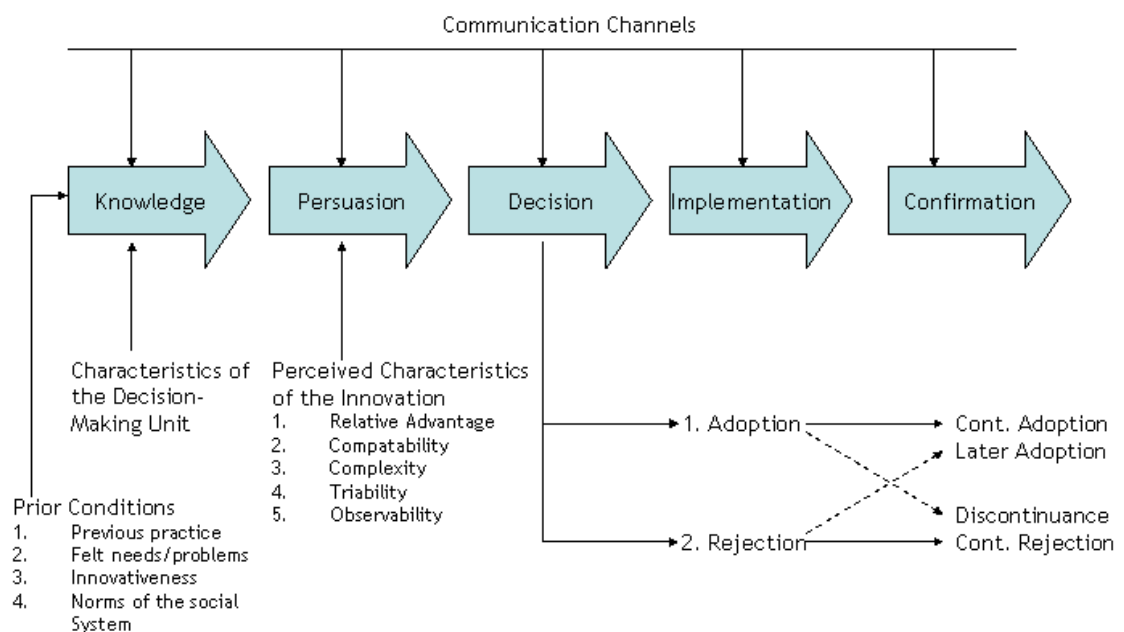 Communication Channels
Knowledge
Persuasion
Decision
Implementation
Confirmation
Characteristics of
the Decision-
Making Unit
Perceived Characteristics
of the Innovation
1. Relative Advantage
2. Compatability
3. Complexity
4. Triability
5. Observability
Prior Conditions
1. Previous practice
2. Felt needs/problems
3. Innovativeness
4. Norms of the social
System
1. Adoption
2. Rejection
Cont. Adoption
Later Adoption
Discontinuance
Cont. Rejection